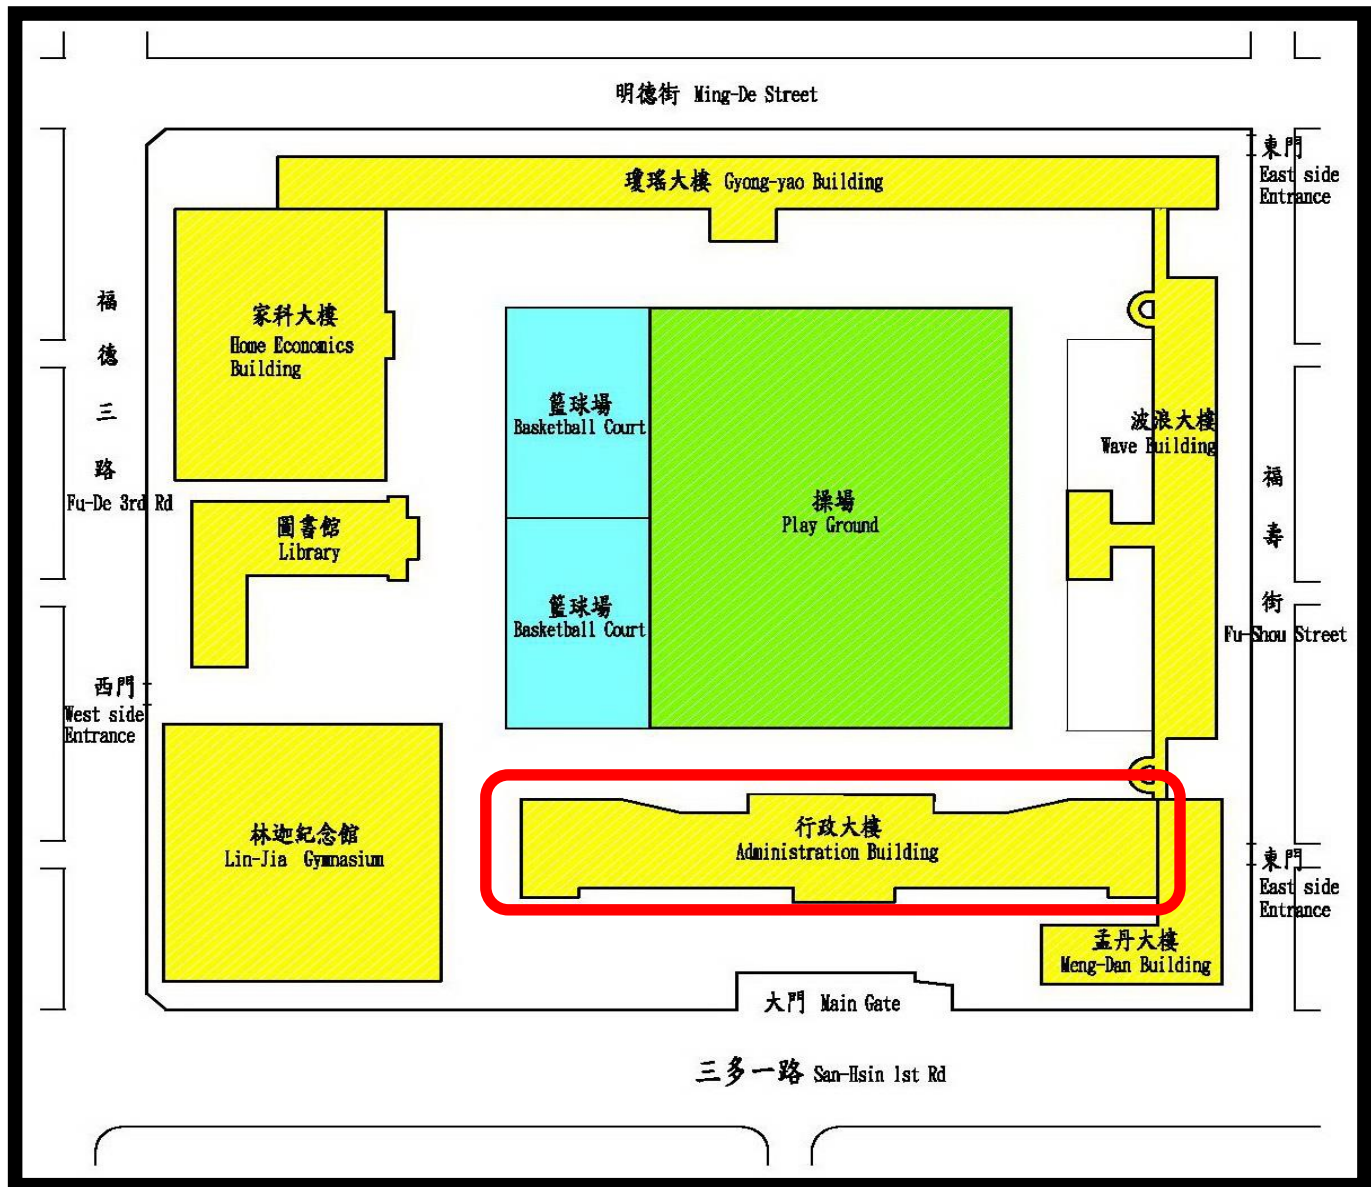 明德街 Ming-De Street
東門
East side
Entrance
瓊瑤大樓 Gyong-yao Building
福
德
三
路
Fu-De 3rd Rd
家科大樓
Home Economics
Building
籃球場
Basketball Court
操場
Play Ground
波浪大樓
Wave Building
福
壽
街
Fu-Shou Street
圖書館
Library
籃球場
Basketball Court
西門
West side
Entrance
林迦紀念館
Lin-Jia Gymnasium
行政大樓
Administration Building
東門
East side
Entrance
孟丹大樓
Meng-Dan Building
大門 Main Gate
三多一路 San-Hsin 1st Rd